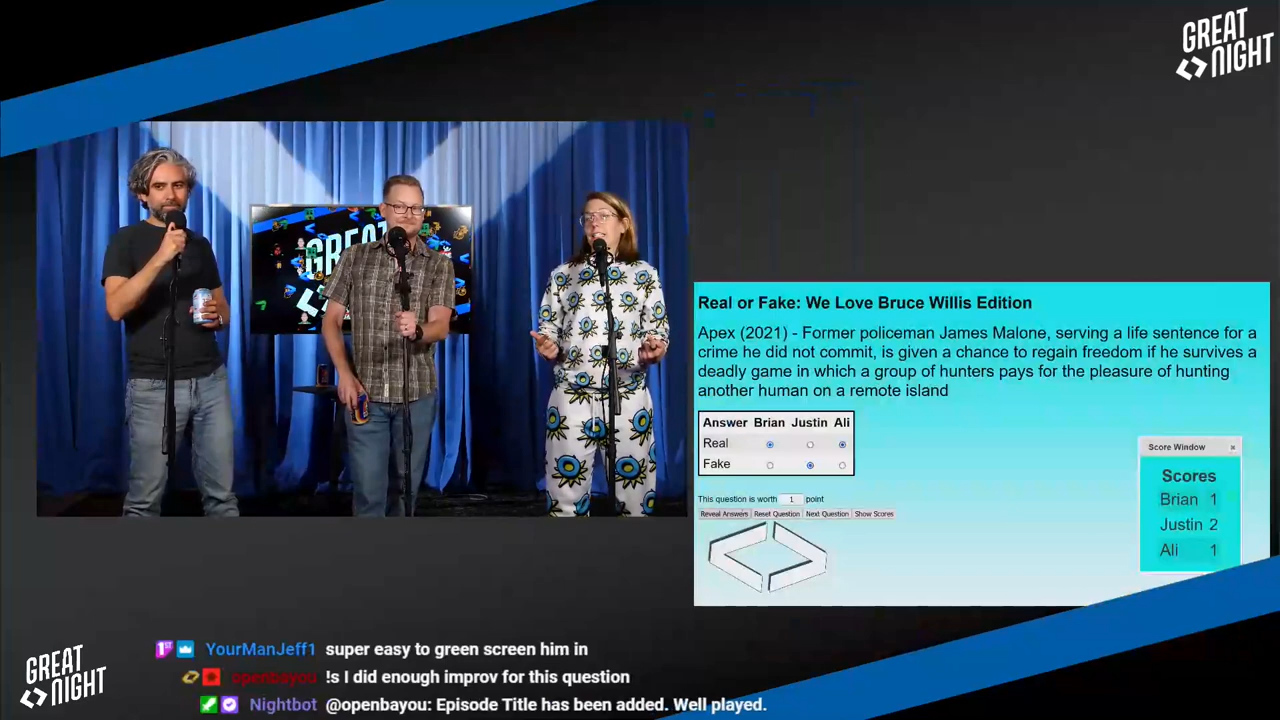 GREAT
NIGHT
GREAT
Real or Fake: We Love Bruce Willis Edition
Apex (2021) - Former policeman James Malone, serving a life sentence for a
crime he did not commit, is given a chance to regain freedom if he survives a
deadly game in which a group of hunters pays for the pleasure of hunting
another human on a remote island
Answer Brian Justin Ali
Real
Fake
This question is worth 1 point
Reveal Answers Reset Question Next Question Show Scores
Score Window ×
Scores
Brian 1
Justin 2
Ali 1
GREAT
NIGHT
YourManJeff1 super easy to green screen him in
openbayou !s I did enough improv for this question
Nightbot @openbayou: Episode Title has been added. Well played.